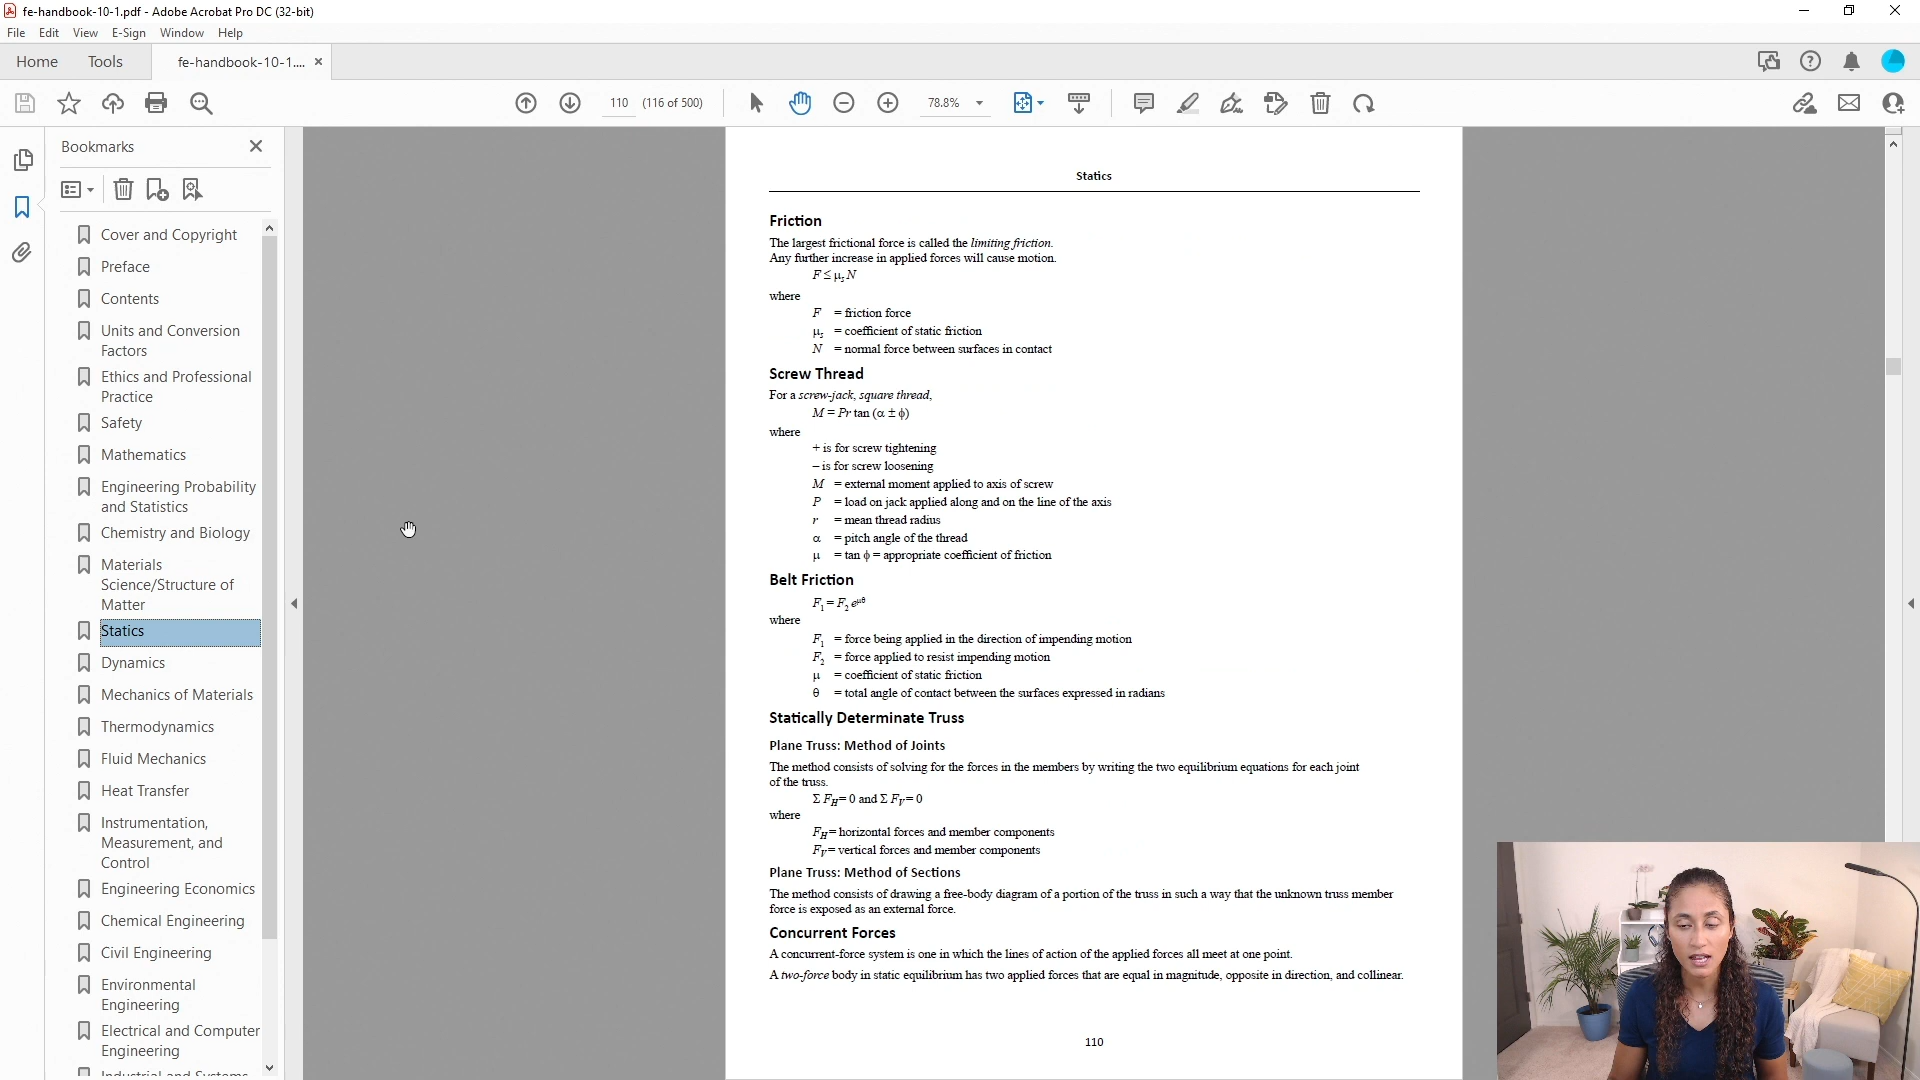 fe-handbook-10-1.pdf - Adobe Acrobat Pro DC (32-bit)
File Edit View E-Sign Window Help
Home Tools fe-handbook-10-1....
110 (116 of 500) 78.8%
Bookmarks
Cover and Copyright
Preface
Contents
Units and Conversion
Factors
Ethics and Professional
Practice
Safety
Mathematics
Engineering Probability
and Statistics
Chemistry and Biology
Materials
Science/Structure of
Matter
Statics
Dynamics
Mechanics of Materials
Thermodynamics
Fluid Mechanics
Heat Transfer
Instrumentation,
Measurement, and
Control
Engineering Economics
Chemical Engineering
Civil Engineering
Environmental
Engineering
Electrical and Computer
Engineering
Industrial and Systems
Statics
Friction
The largest frictional force is called the limiting friction.
Any further increase in applied forces will cause motion.
F ≤ μs N
where
F = friction force
μs = coefficient of static friction
N = normal force between surfaces in contact
Screw Thread
For a screw-jack, square thread,
M = Pr tan (α ± ϕ)
where
+ is for screw tightening
– is for screw loosening
M = external moment applied to axis of screw
P = load on jack applied along and on the line of the axis
r = mean thread radius
α = pitch angle of the thread
μ = tan ϕ = appropriate coefficient of friction
Belt Friction
F1 = F2 e^μθ
where
F1 = force being applied in the direction of impending motion
F2 = force applied to resist impending motion
μ = coefficient of static friction
θ = total angle of contact between the surfaces expressed in radians
Statically Determinate Truss
Plane Truss: Method of Joints
The method consists of solving for the forces in the members by writing the two equilibrium equations for each joint
of the truss.
Σ FH = 0 and Σ FV = 0
where
FH = horizontal forces and member components
FV = vertical forces and member components
Plane Truss: Method of Sections
The method consists of drawing a free-body diagram of a portion of the truss in such a way that the unknown truss member
force is exposed as an external force.
Concurrent Forces
A concurrent-force system is one in which the lines of action of the applied forces all meet at one point.
A two-force body in static equilibrium has two applied forces that are equal in magnitude, opposite in direction, and collinear.
110